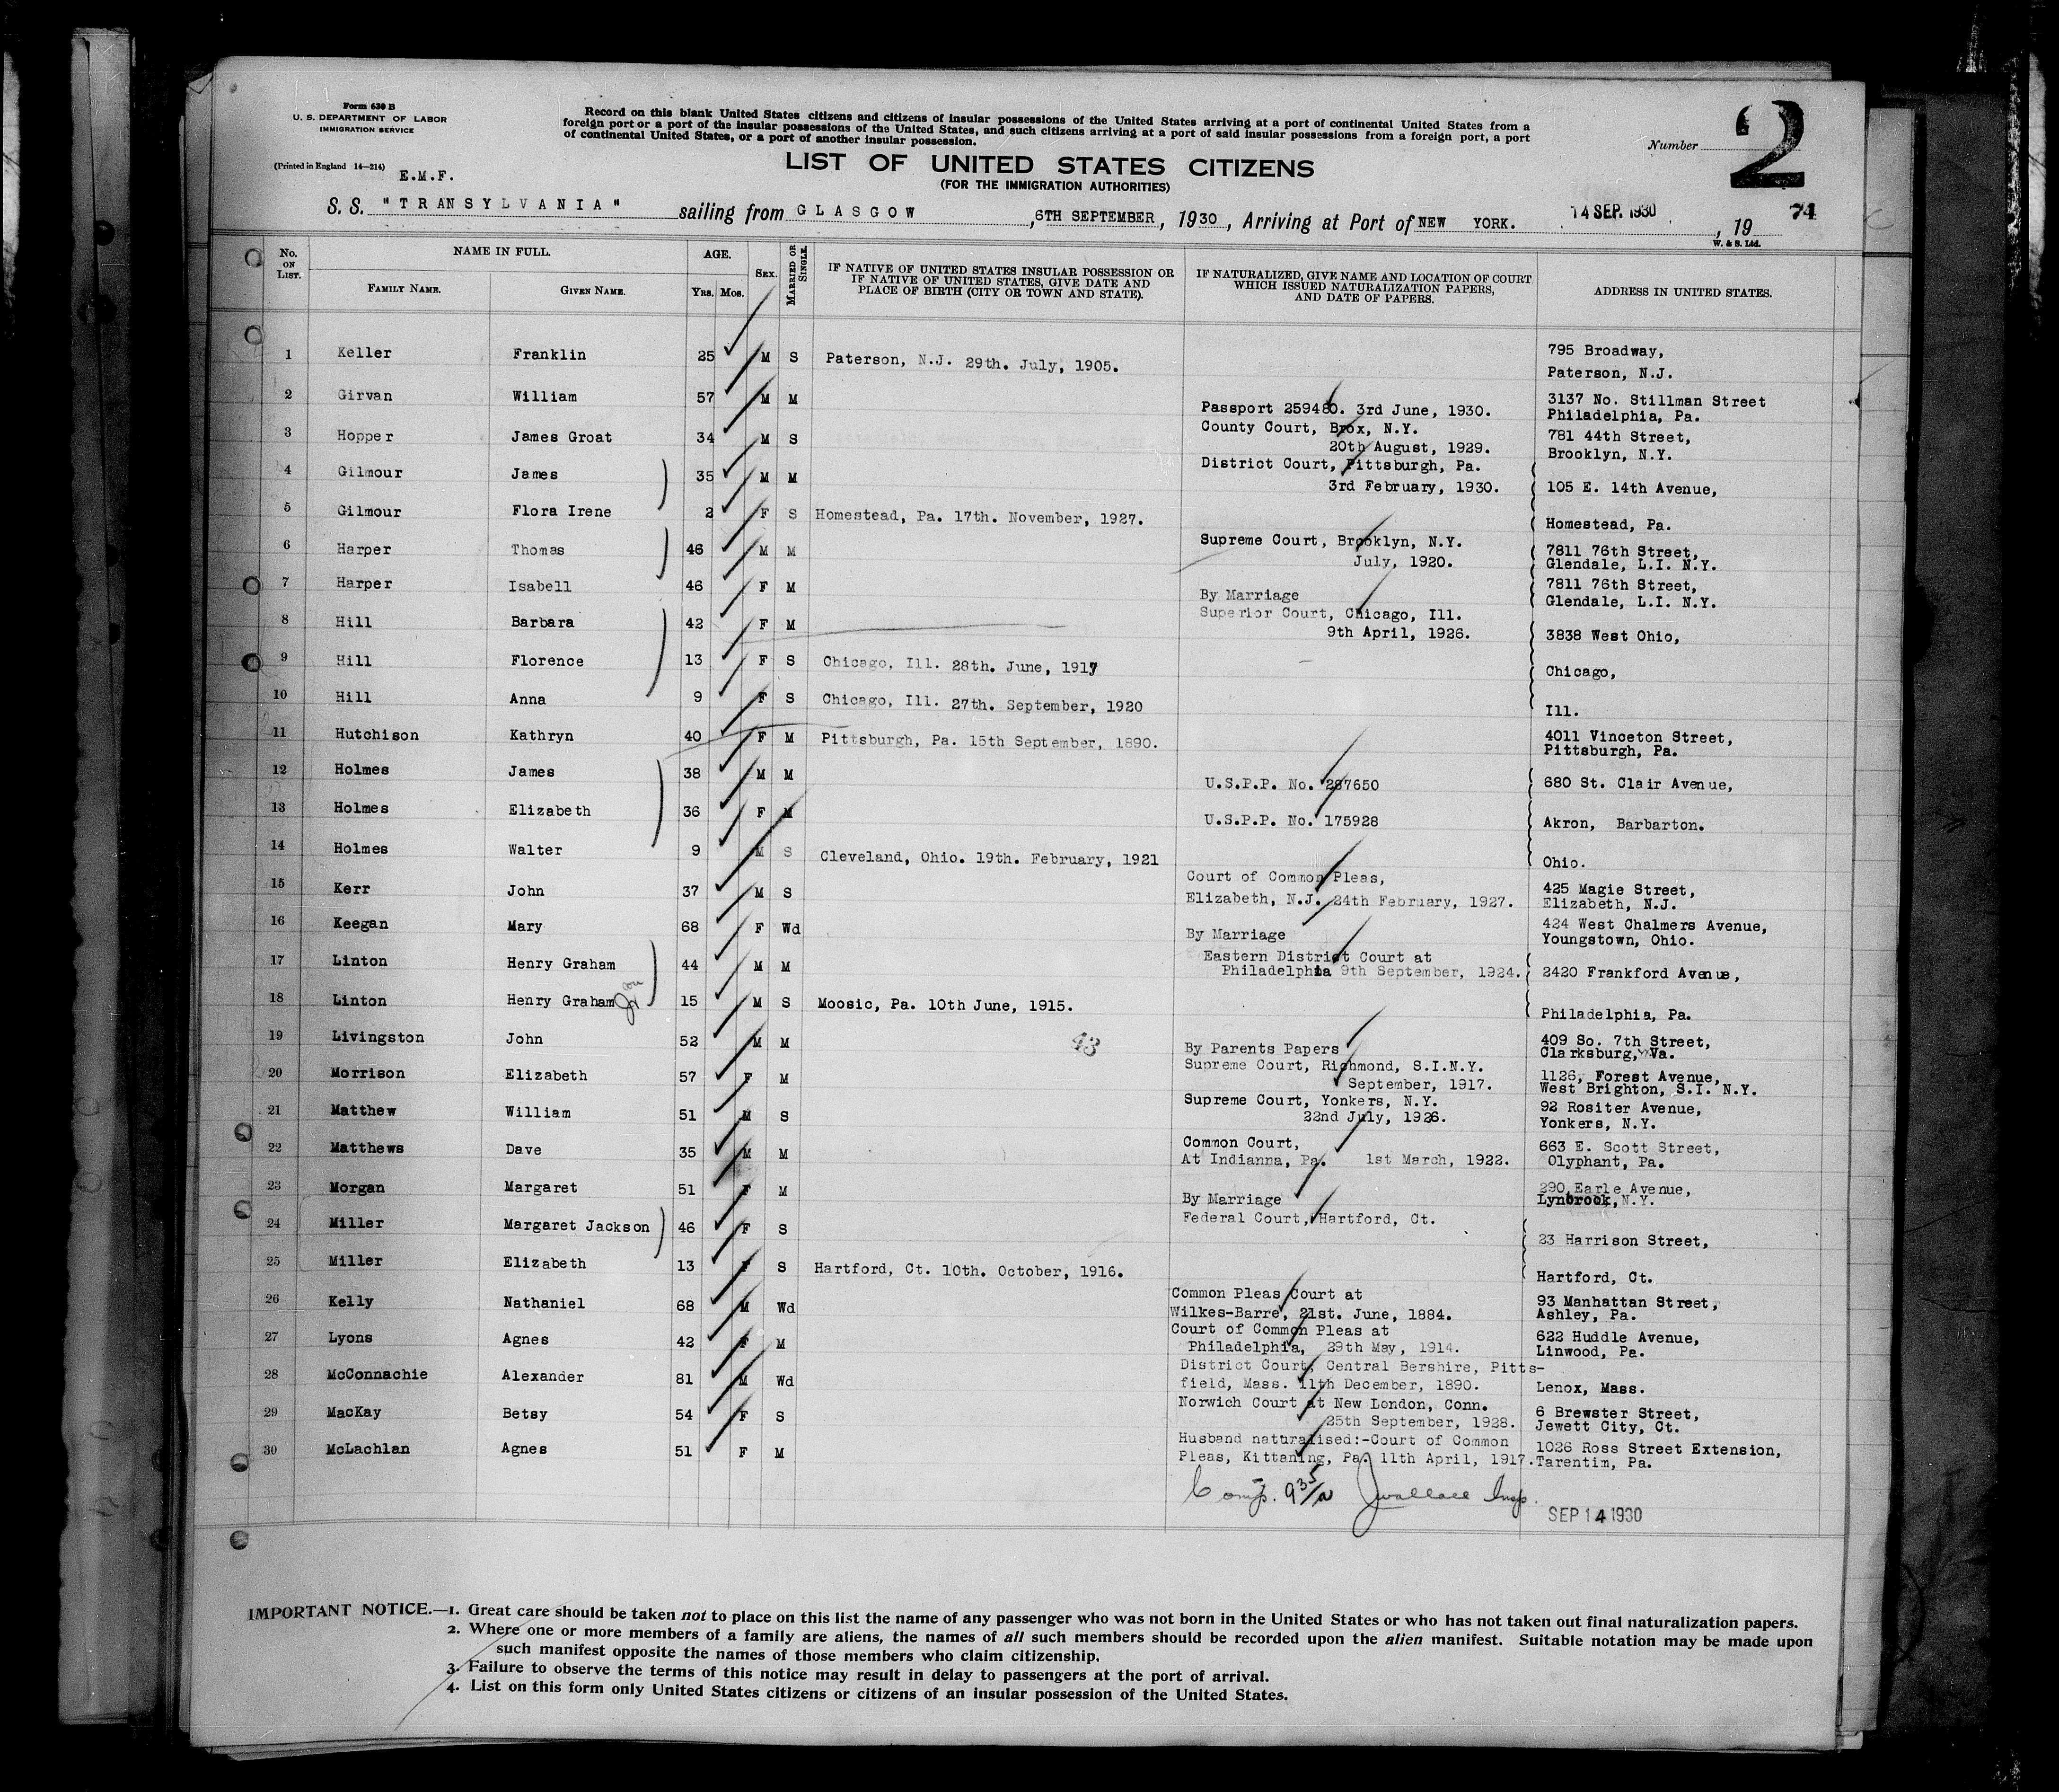 Form 630 B
U. S. DEPARTMENT OF LABOR
IMMIGRATION SERVICE
(Printed in England 14—214)
E.M.F.
Record on this blank United States citizens and citizens of insular possessions of the United States arriving at a port of continental United States from a
foreign port or a port of the insular possessions of the United States, and such citizens arriving at a port of said insular possessions from a foreign port, a port
of continental United States, or a port of another insular possession.
LIST OF UNITED STATES CITIZENS
(FOR THE IMMIGRATION AUTHORITIES)
Number 2
S. S. "TRANSYLVANIA" sailing from GLASGOW, 6TH SEPTEMBER, 1930, Arriving at Port of NEW YORK. 14 SEP. 1930, 19 74
W. & S. Ltd.
No. ON LIST. NAME IN FULL. FAMILY NAME. GIVEN NAME. AGE. Yrs. Mos. SEX. MARRIED OR SINGLE.
IF NATIVE OF UNITED STATES INSULAR POSSESSION OR
IF NATIVE OF UNITED STATES, GIVE DATE AND
PLACE OF BIRTH (CITY OR TOWN AND STATE).
IF NATURALIZED, GIVE NAME AND LOCATION OF COURT
WHICH ISSUED NATURALIZATION PAPERS,
AND DATE OF PAPERS.
ADDRESS IN UNITED STATES.
1 Keller Franklin 25 M S Paterson, N.J. 29th. July, 1905. 795 Broadway,
Paterson, N.J.
2 Girvan William 57 M M Passport 259480. 3rd June, 1930. 3137 No. Stillman Street
Philadelphia, Pa.
3 Hopper James Groat 34 M S County Court, Brox, N.Y. 781 44th Street,
20th August, 1929. Brooklyn, N.Y.
4 Gilmour James 35 M M District Court, Pittsburgh, Pa.
3rd February, 1930. 105 E. 14th Avenue,
5 Gilmour Flora Irene 2 F S Homestead, Pa. 17th. November, 1927. Homestead, Pa.
6 Harper Thomas 46 M M Supreme Court, Brooklyn, N.Y. 7811 76th Street,
July, 1920. Glendale, L.I. N.Y.
7 Harper Isabell 46 F M By Marriage 7811 76th Street,
Glendale, L.I. N.Y.
8 Hill Barbara 42 F M Superior Court, Chicago, Ill.
9th April, 1926. 3838 West Ohio,
9 Hill Florence 13 F S Chicago, Ill. 28th. June, 1917 Chicago,
10 Hill Anna 9 F S Chicago, Ill. 27th. September, 1920 Ill.
11 Hutchison Kathryn 40 F M Pittsburgh, Pa. 15th September, 1890. 4011 Vinceton Street,
Pittsburgh, Pa.
12 Holmes James 38 M M U.S.P.P. No. 287650 680 St. Clair Avenue,
13 Holmes Elizabeth 36 F M U.S.P.P. No. 175928 Akron, Barbarton.
14 Holmes Walter 9 M S Cleveland, Ohio. 19th. February, 1921 Ohio.
15 Kerr John 37 M S Court of Common Pleas, 425 Magie Street,
Elizabeth, N.J. 24th February, 1927. Elizabeth, N.J.
16 Keegan Mary 68 F Wd By Marriage 424 West Chalmers Avenue,
Youngstown, Ohio.
17 Linton Henry Graham 44 M M Eastern District Court at
Philadelphia 9th September, 1924. 2420 Frankford Avenue,
18 Linton Henry Graham 15 M S Moosic, Pa. 10th June, 1915. Philadelphia, Pa.
19 Livingston John 52 M M 43 By Parents Papers 409 So. 7th Street,
Clarksburg, W Va.
20 Morrison Elizabeth 57 F M Supreme Court, Richmond, S.I.N.Y. 1126, Forest Avenue,
September, 1917. West Brighton, S.I. N.Y.
21 Matthew William 51 M S Supreme Court, Yonkers, N.Y. 92 Rositer Avenue,
22nd July, 1926. Yonkers, N.Y.
22 Matthews Dave 35 M M Common Court, 663 E. Scott Street,
At Indianna, Pa. 1st March, 1922. Olyphant, Pa.
23 Morgan Margaret 51 F M By Marriage 290 Earle Avenue,
Lynbrook, N.Y.
24 Miller Margaret Jackson 46 F S Federal Court, Hartford, Ct. 23 Harrison Street,
25 Miller Elizabeth 13 F S Hartford, Ct. 10th. October, 1916. Hartford, Ct.
26 Kelly Nathaniel 68 M Wd Common Pleas Court at 93 Manhattan Street,
Wilkes-Barre, 21st. June, 1884. Ashley, Pa.
27 Lyons Agnes 42 F M Court of Common Pleas at 622 Huddle Avenue,
Philadelphia, 29th May, 1914. Linwood, Pa.
28 McConnachie Alexander 81 M Wd District Court, Central Bershire, Pitts-
field, Mass. 11th December, 1890. Lenox, Mass.
29 MacKay Betsy 54 F S Norwich Court at New London, Conn. 6 Brewster Street,
25th September, 1928. Jewett City, Ct.
30 McLachlan Agnes 51 F M Husband naturalised:-Court of Common 1026 Ross Street Extension,
Pleas, Kittaning, Pa. 11th April, 1917. Tarentim, Pa.
Comp. 9 35/ JWallace Insp.
SEP 14 1930
IMPORTANT NOTICE.—1. Great care should be taken not to place on this list the name of any passenger who was not born in the United States or who has not taken out final naturalization papers.
2. Where one or more members of a family are aliens, the names of all such members should be recorded upon the alien manifest. Suitable notation may be made upon
such manifest opposite the names of those members who claim citizenship.
3. Failure to observe the terms of this notice may result in delay to passengers at the port of arrival.
4. List on this form only United States citizens or citizens of an insular possession of the United States.